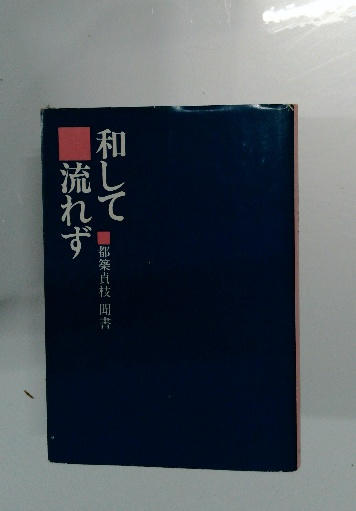 和して
流れず
■都築貞枝 聞書